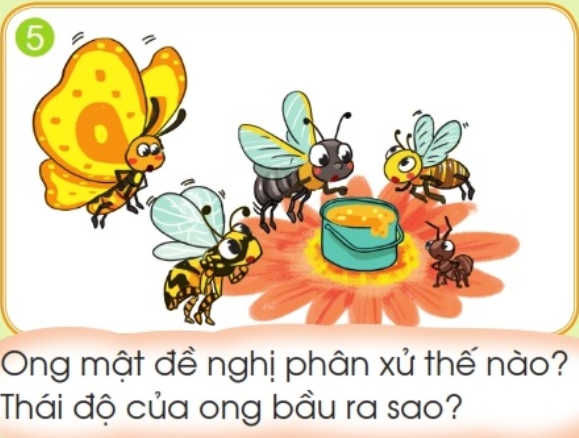 5
Ong mật đề nghị phân xử thế nào?
Thái độ của ong bầu ra sao?